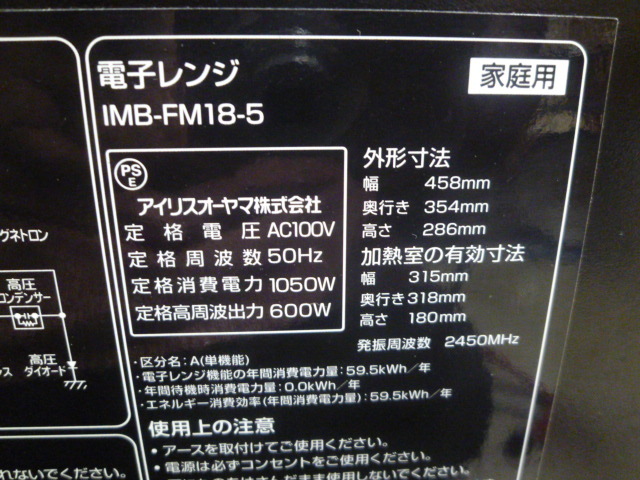 電子レンジ
家庭用
IMB-FM18-5
PS
E
アイリスオーヤマ株式会社
定格電圧 AC100V
定格周波数 50Hz
定格消費電力 1050W
定格高周波出力 600W
外形寸法
幅 458mm
奥行き 354mm
高さ 286mm
加熱室の有効寸法
幅 315mm
奥行き 318mm
高さ 180mm
発振周波数 2450MHz
・区分名:A(単機能)
・電子レンジ機能の年間消費電力量:59.5kWh/年
・年間待機時消費電力量:0.0kWh/年
・エネルギー消費効率(年間消費電力量):59.5kWh/年
使用上の注意
・アースを取付けてご使用ください。
・電源は必ずコンセントをご使用ください。
グネトロン
高圧
コンデンサー
高圧
ダイオード
れないでください。